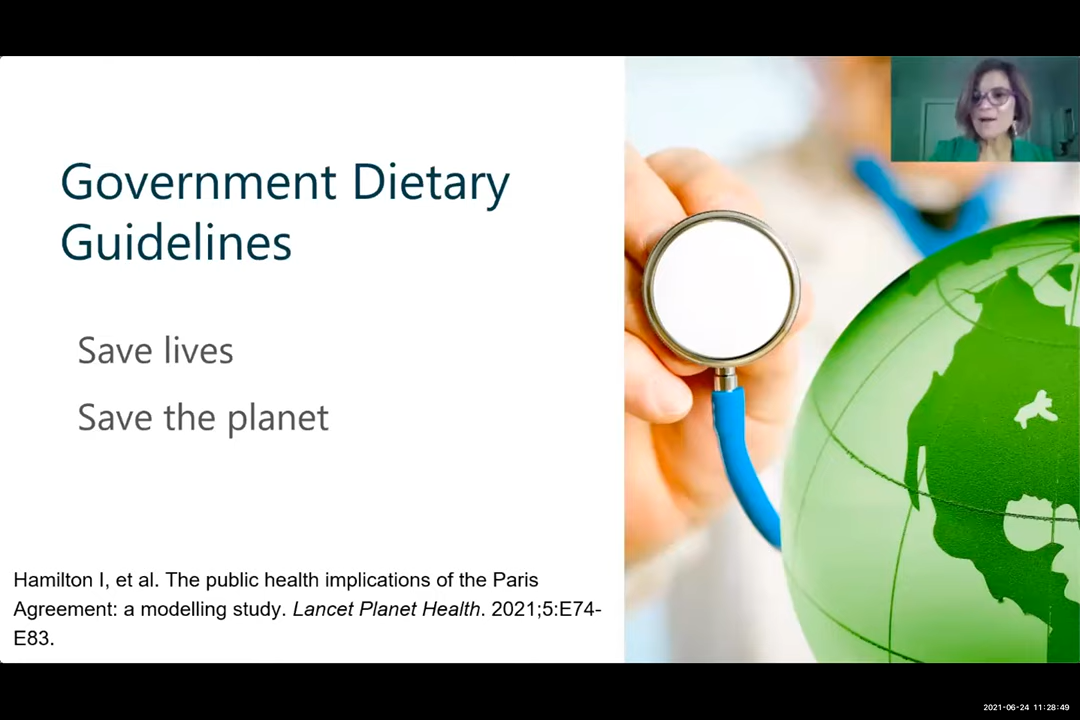 Government Dietary
Guidelines
Save lives
Save the planet
Hamilton I, et al. The public health implications of the Paris
Agreement: a modelling study. Lancet Planet Health. 2021;5:E74-
E83.
2021-06-24 11:28:49